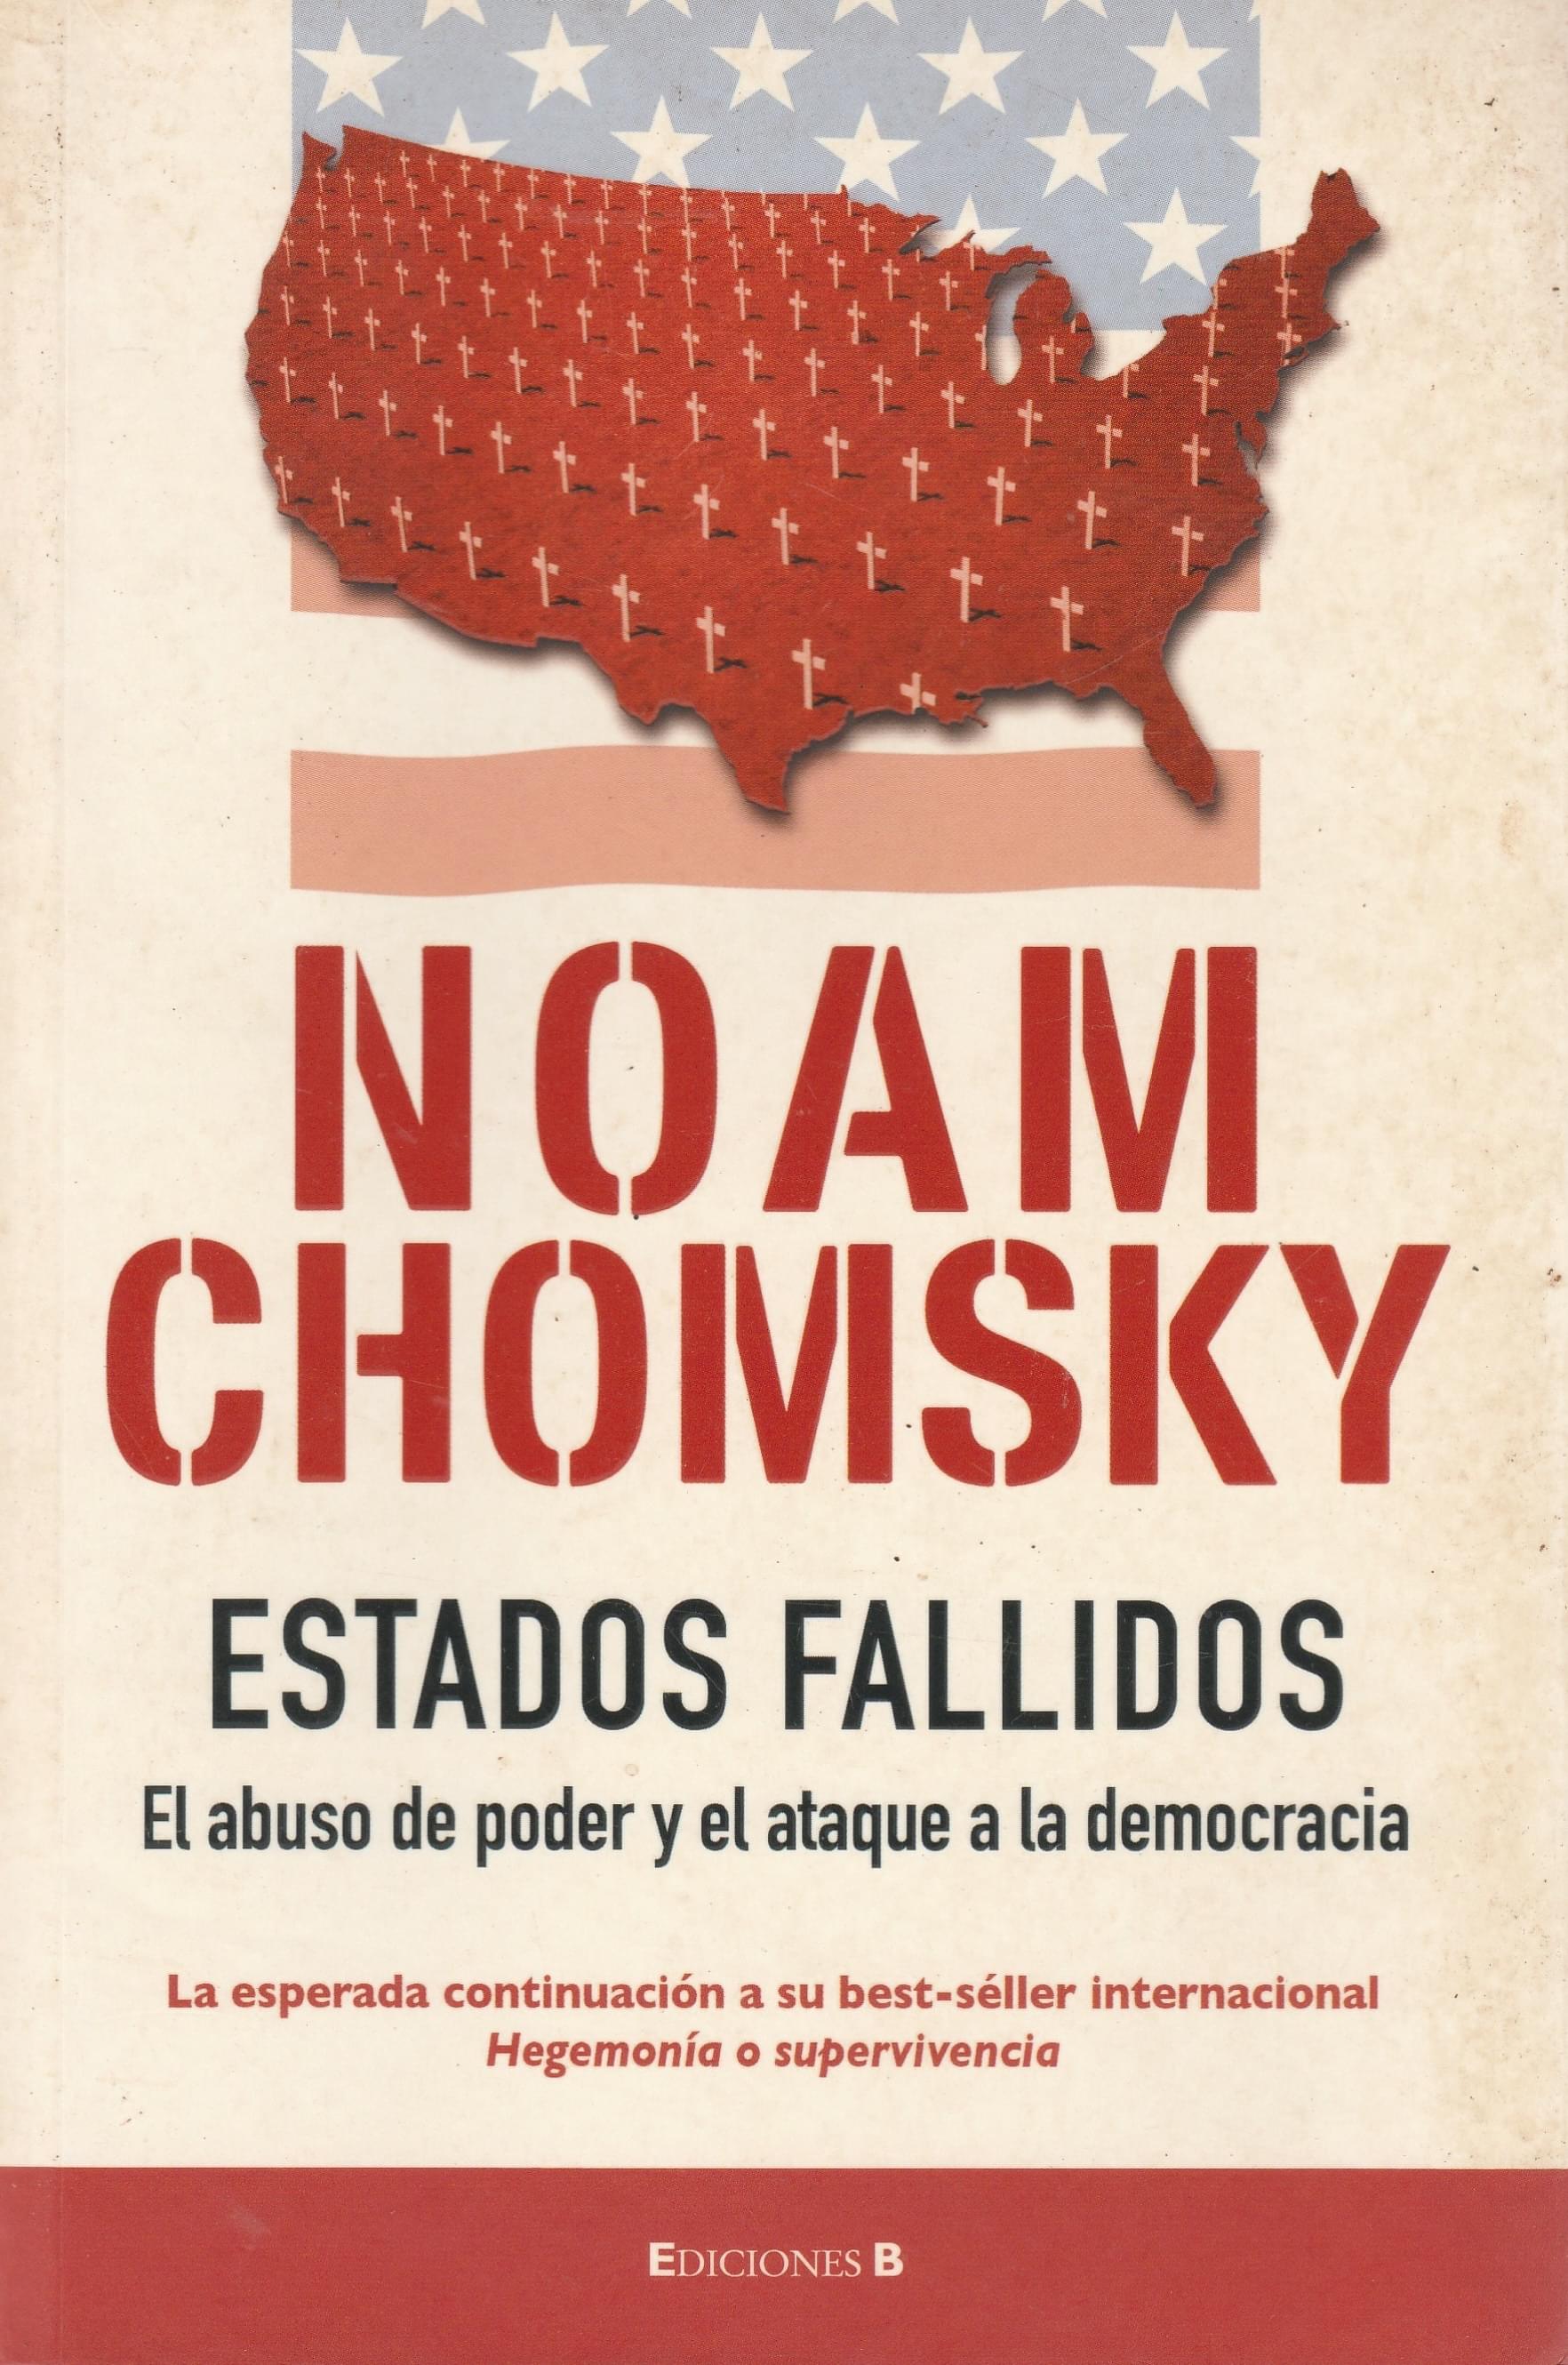 NOAM
CHOMSKY
ESTADOS FALLIDOS
El abuso de poder y el ataque a la democracia
La esperada continuación a su best-séller internacional
Hegemonía o supervivencia
EDICIONES B